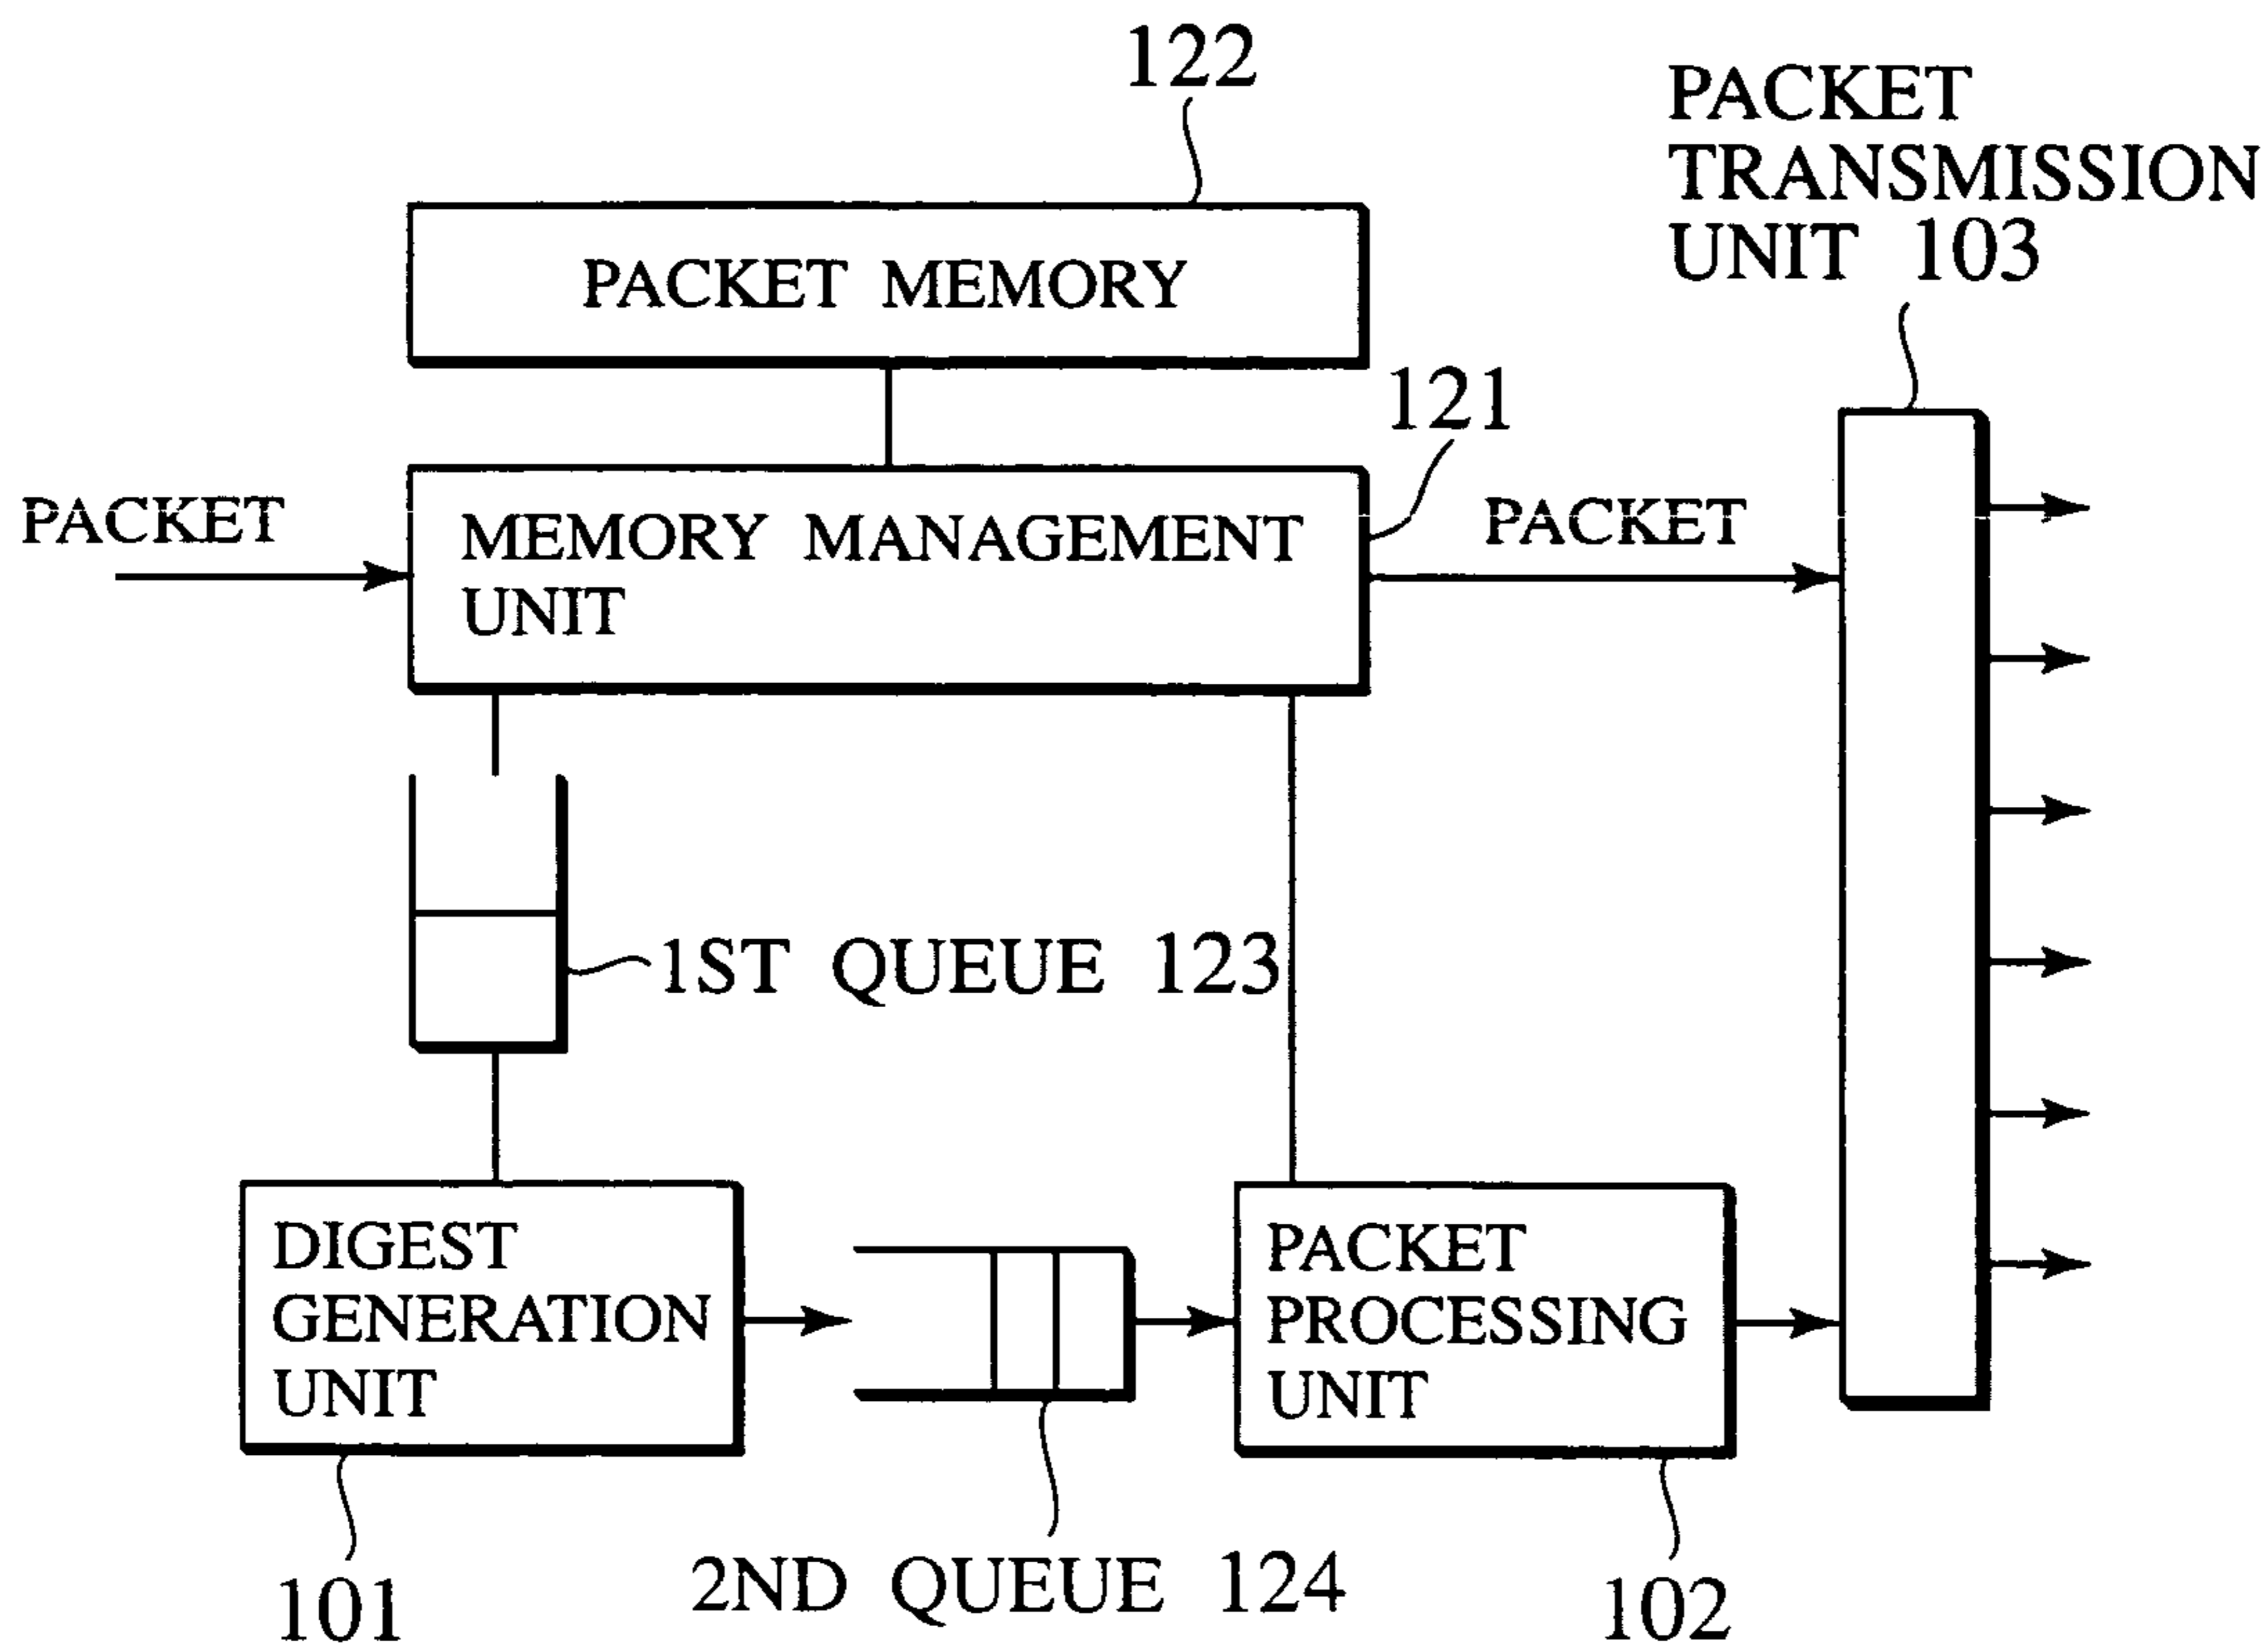 122
PACKET
TRANSMISSION
UNIT 103
PACKET MEMORY
121
PACKET
MEMORY MANAGEMENT
UNIT
PACKET
1ST QUEUE 123
DIGEST
GENERATION
UNIT
PACKET
PROCESSING
UNIT
101
2ND QUEUE 124
102